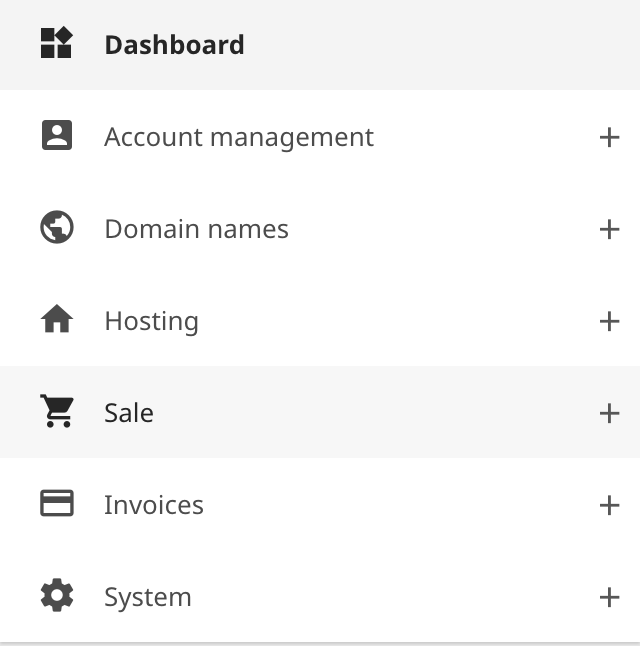 Dashboard
Account management
Domain names
Hosting
Sale
Invoices
System